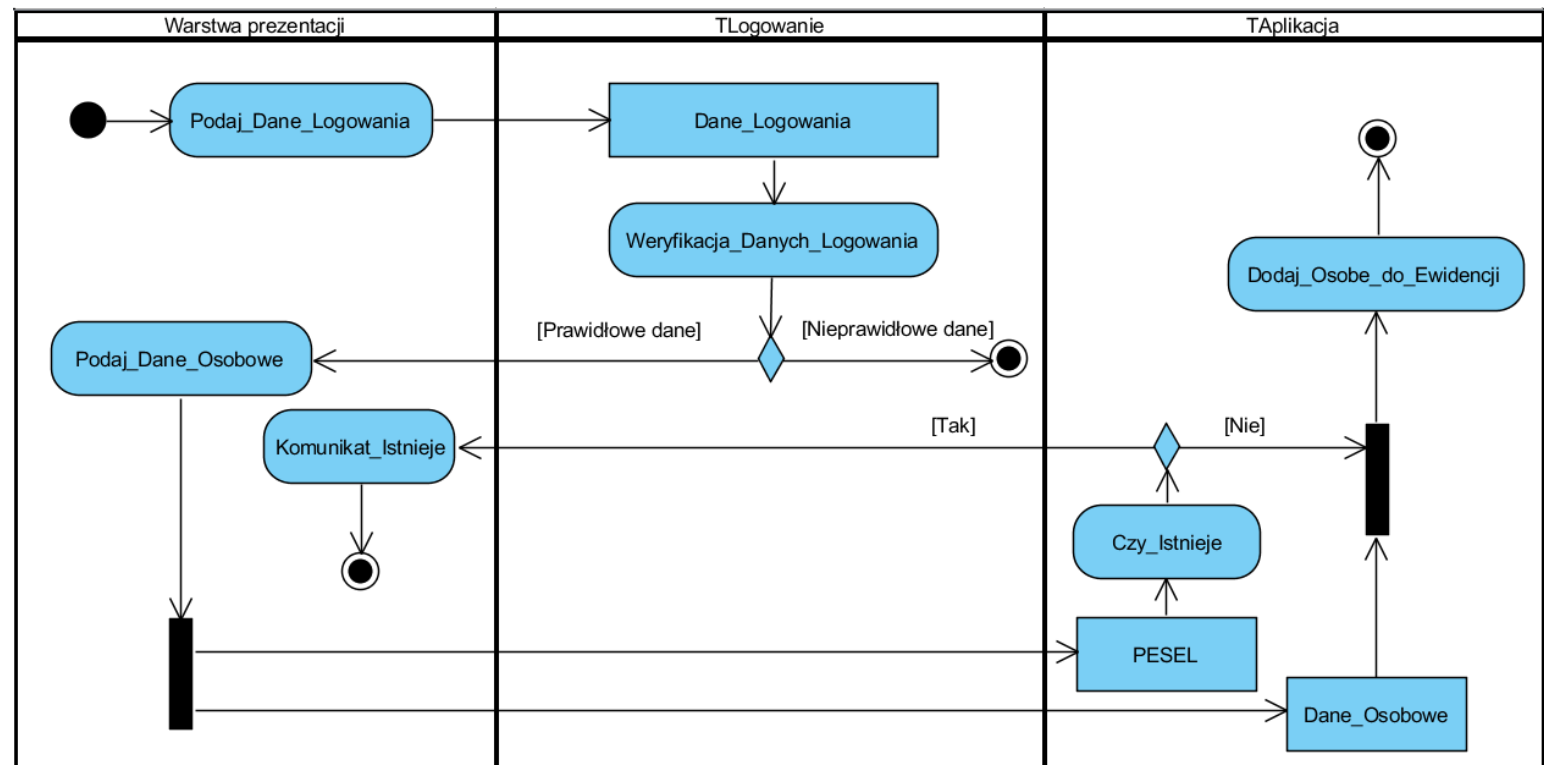 Warstwa prezentacji
TLogowanie
TAplikacja
Podaj_Dane_Logowania
Dane_Logowania
Weryfikacja_Danych_Logowania
Dodaj_Osobe_do_Ewidencji
[Prawidłowe dane]
[Nieprawidłowe dane]
Podaj_Dane_Osobowe
[Tak]
[Nie]
Komunikat_Istnieje
Czy_Istnieje
PESEL
Dane_Osobowe